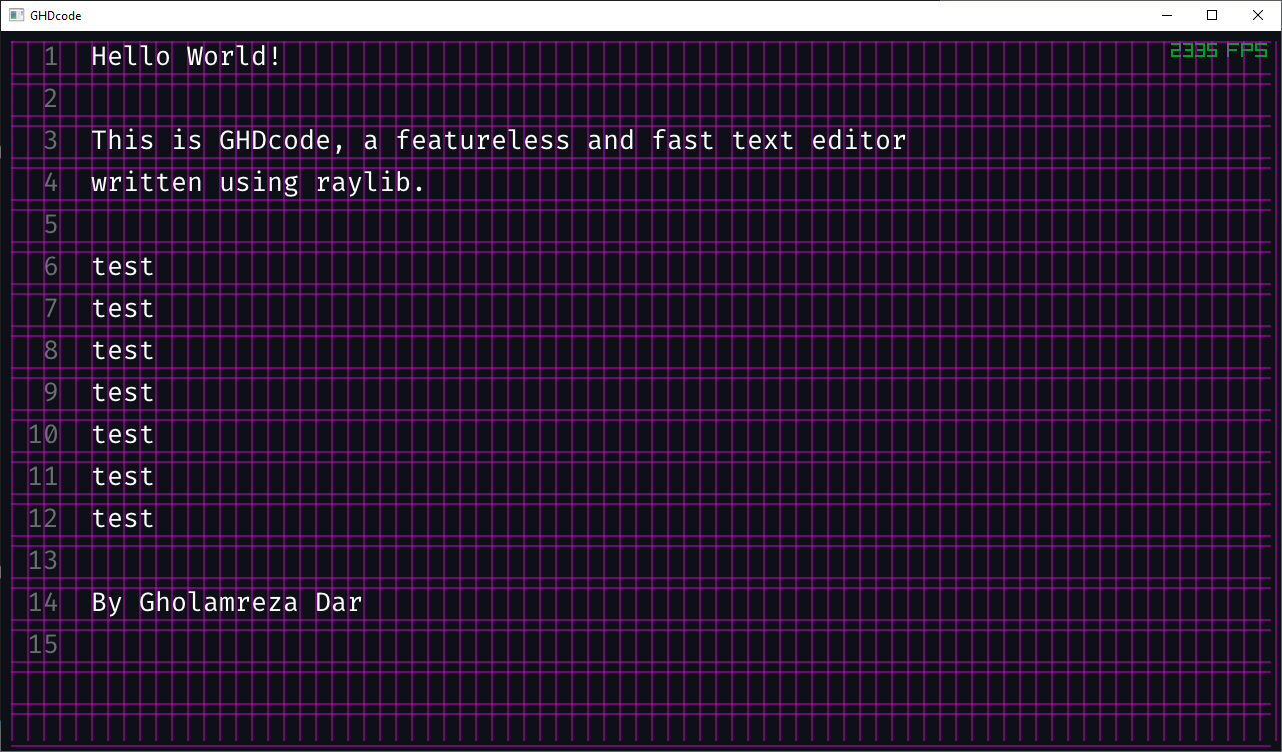 GHDcode
2335 FPS
1 Hello World!
2
3 This is GHDcode, a featureless and fast text editor
4 written using raylib.
5
6 test
7 test
8 test
9 test
10 test
11 test
12 test
13
14 By Gholamreza Dar
15